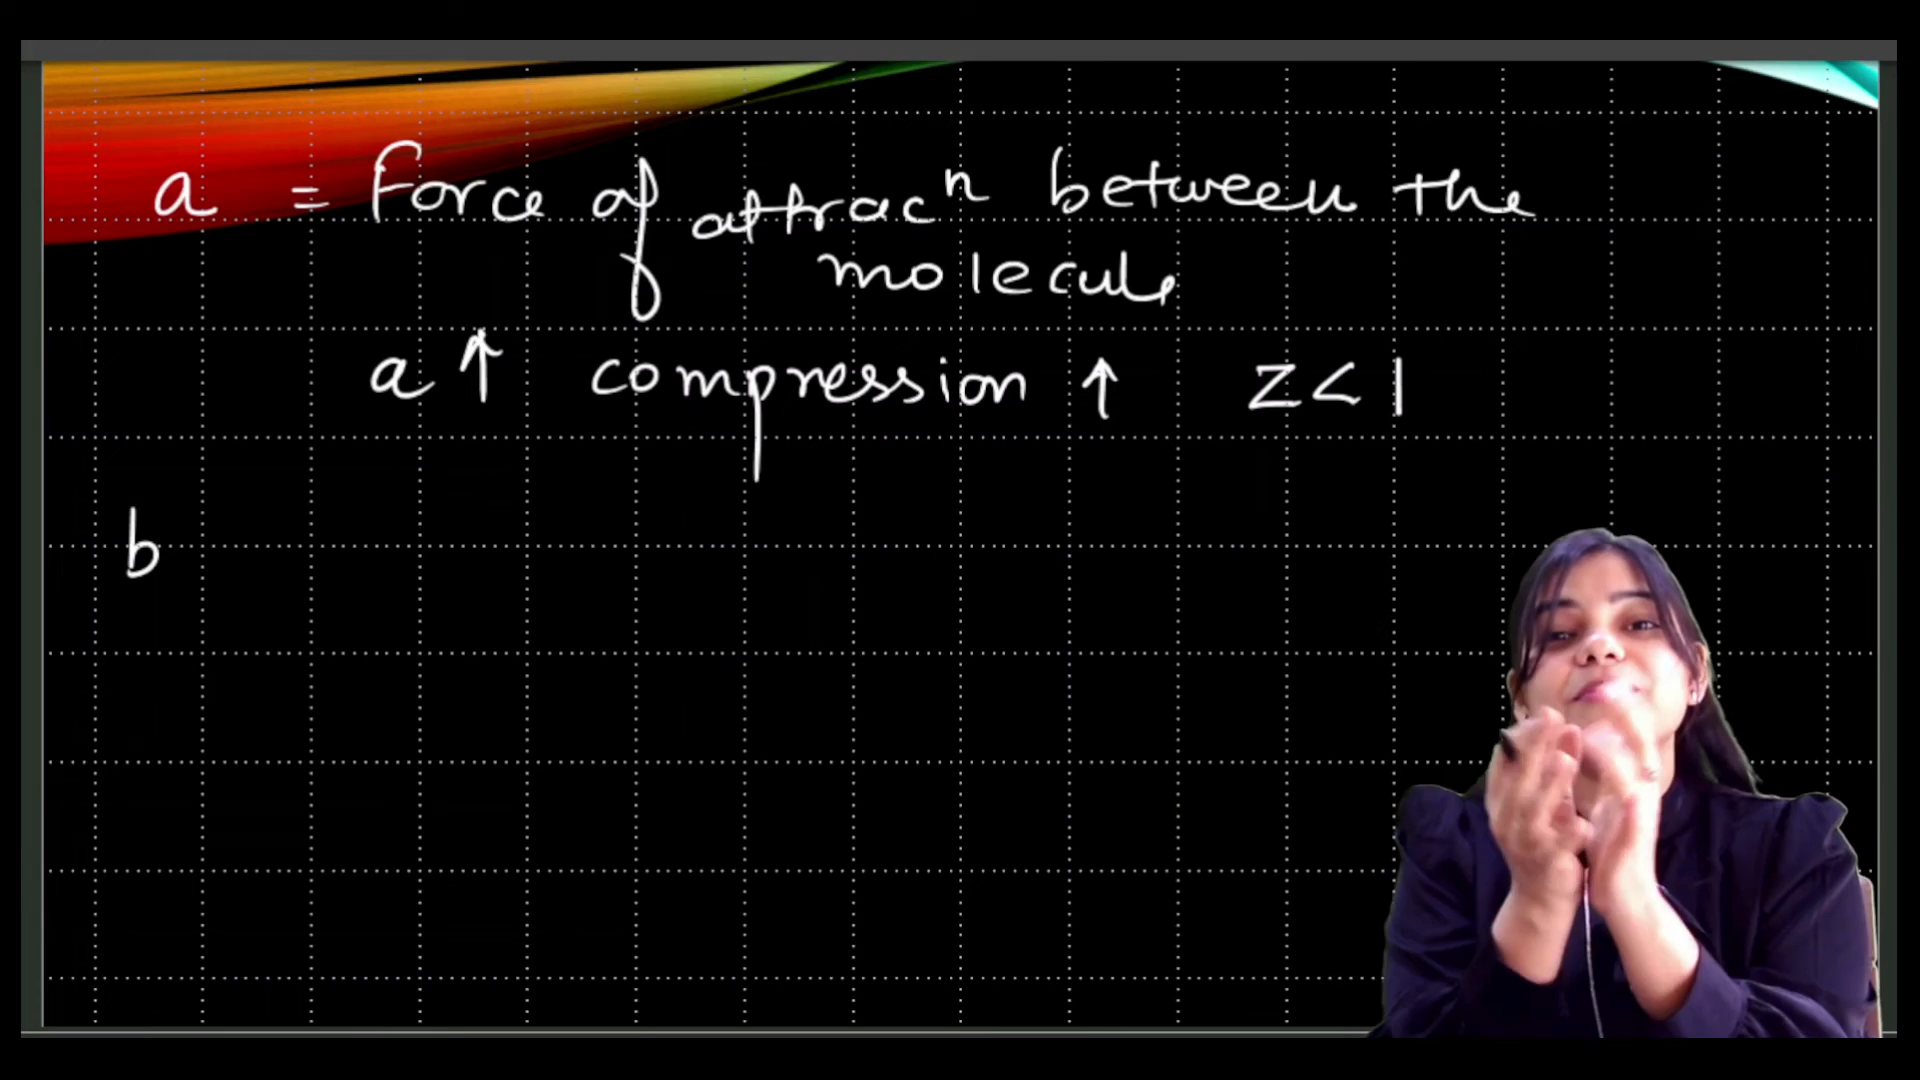 a = Force of attracⁿ between the
molecule
a ↑ compression ↑ z < 1
b